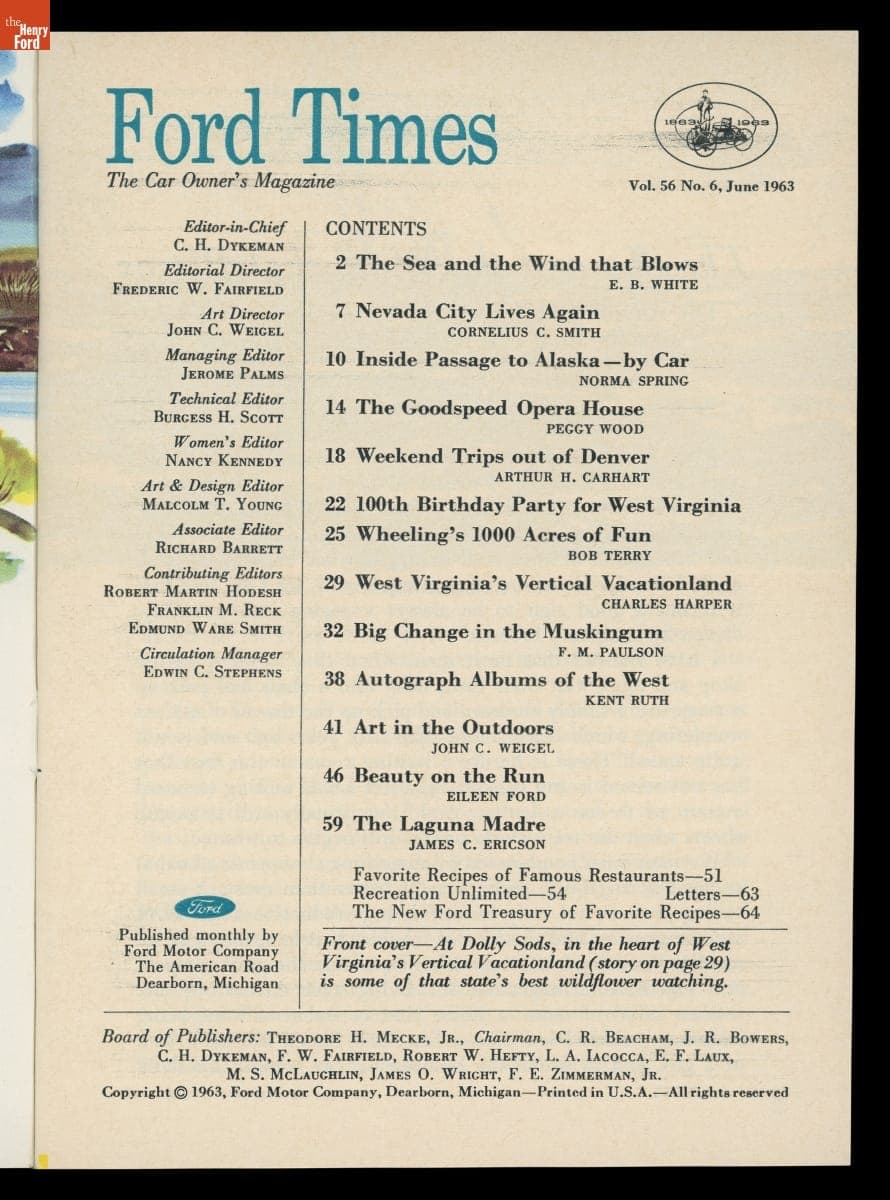 the
Henry
Ford
Ford Times
The Car Owner's Magazine
1863 1963
Vol. 56 No. 6, June 1963
Editor-in-Chief
C. H. DYKEMAN
Editorial Director
FREDERIC W. FAIRFIELD
Art Director
JOHN C. WEIGEL
Managing Editor
JEROME PALMS
Technical Editor
BURGESS H. SCOTT
Women's Editor
NANCY KENNEDY
Art & Design Editor
MALCOLM T. YOUNG
Associate Editor
RICHARD BARRETT
Contributing Editors
ROBERT MARTIN HODESH
FRANKLIN M. RECK
EDMUND WARE SMITH
Circulation Manager
EDWIN C. STEPHENS
Ford
Published monthly by
Ford Motor Company
The American Road
Dearborn, Michigan
CONTENTS
2 The Sea and the Wind that Blows
E. B. WHITE
7 Nevada City Lives Again
CORNELIUS C. SMITH
10 Inside Passage to Alaska—by Car
NORMA SPRING
14 The Goodspeed Opera House
PEGGY WOOD
18 Weekend Trips out of Denver
ARTHUR H. CARHART
22 100th Birthday Party for West Virginia
25 Wheeling's 1000 Acres of Fun
BOB TERRY
29 West Virginia's Vertical Vacationland
CHARLES HARPER
32 Big Change in the Muskingum
F. M. PAULSON
38 Autograph Albums of the West
KENT RUTH
41 Art in the Outdoors
JOHN C. WEIGEL
46 Beauty on the Run
EILEEN FORD
59 The Laguna Madre
JAMES C. ERICSON
Favorite Recipes of Famous Restaurants—51
Recreation Unlimited—54 Letters—63
The New Ford Treasury of Favorite Recipes—64
Front cover—At Dolly Sods, in the heart of West
Virginia's Vertical Vacationland (story on page 29)
is some of that state's best wildflower watching.
Board of Publishers: THEODORE H. MECKE, JR., Chairman, C. R. BEACHAM, J. R. BOWERS,
C. H. DYKEMAN, F. W. FAIRFIELD, ROBERT W. HEFTY, L. A. IACOCCA, E. F. LAUX,
M. S. MCLAUGHLIN, JAMES O. WRIGHT, F. E. ZIMMERMAN, JR.
Copyright © 1963, Ford Motor Company, Dearborn, Michigan—Printed in U.S.A.—All rights reserved